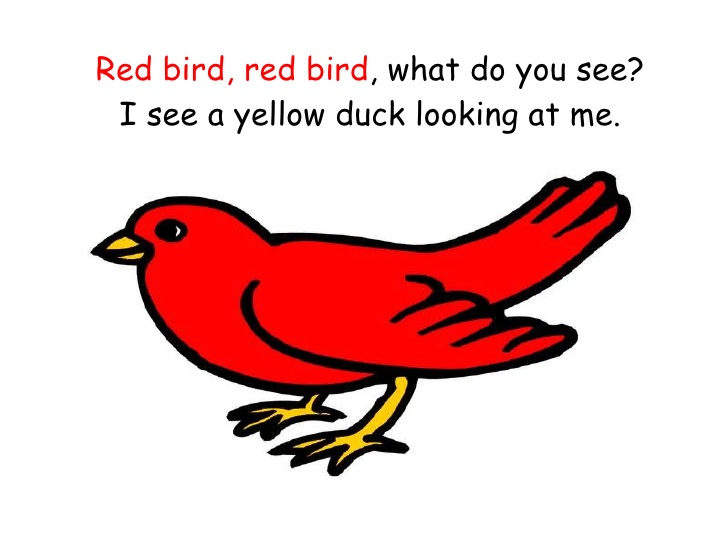 Red bird, red bird, what do you see?
I see a yellow duck looking at me.